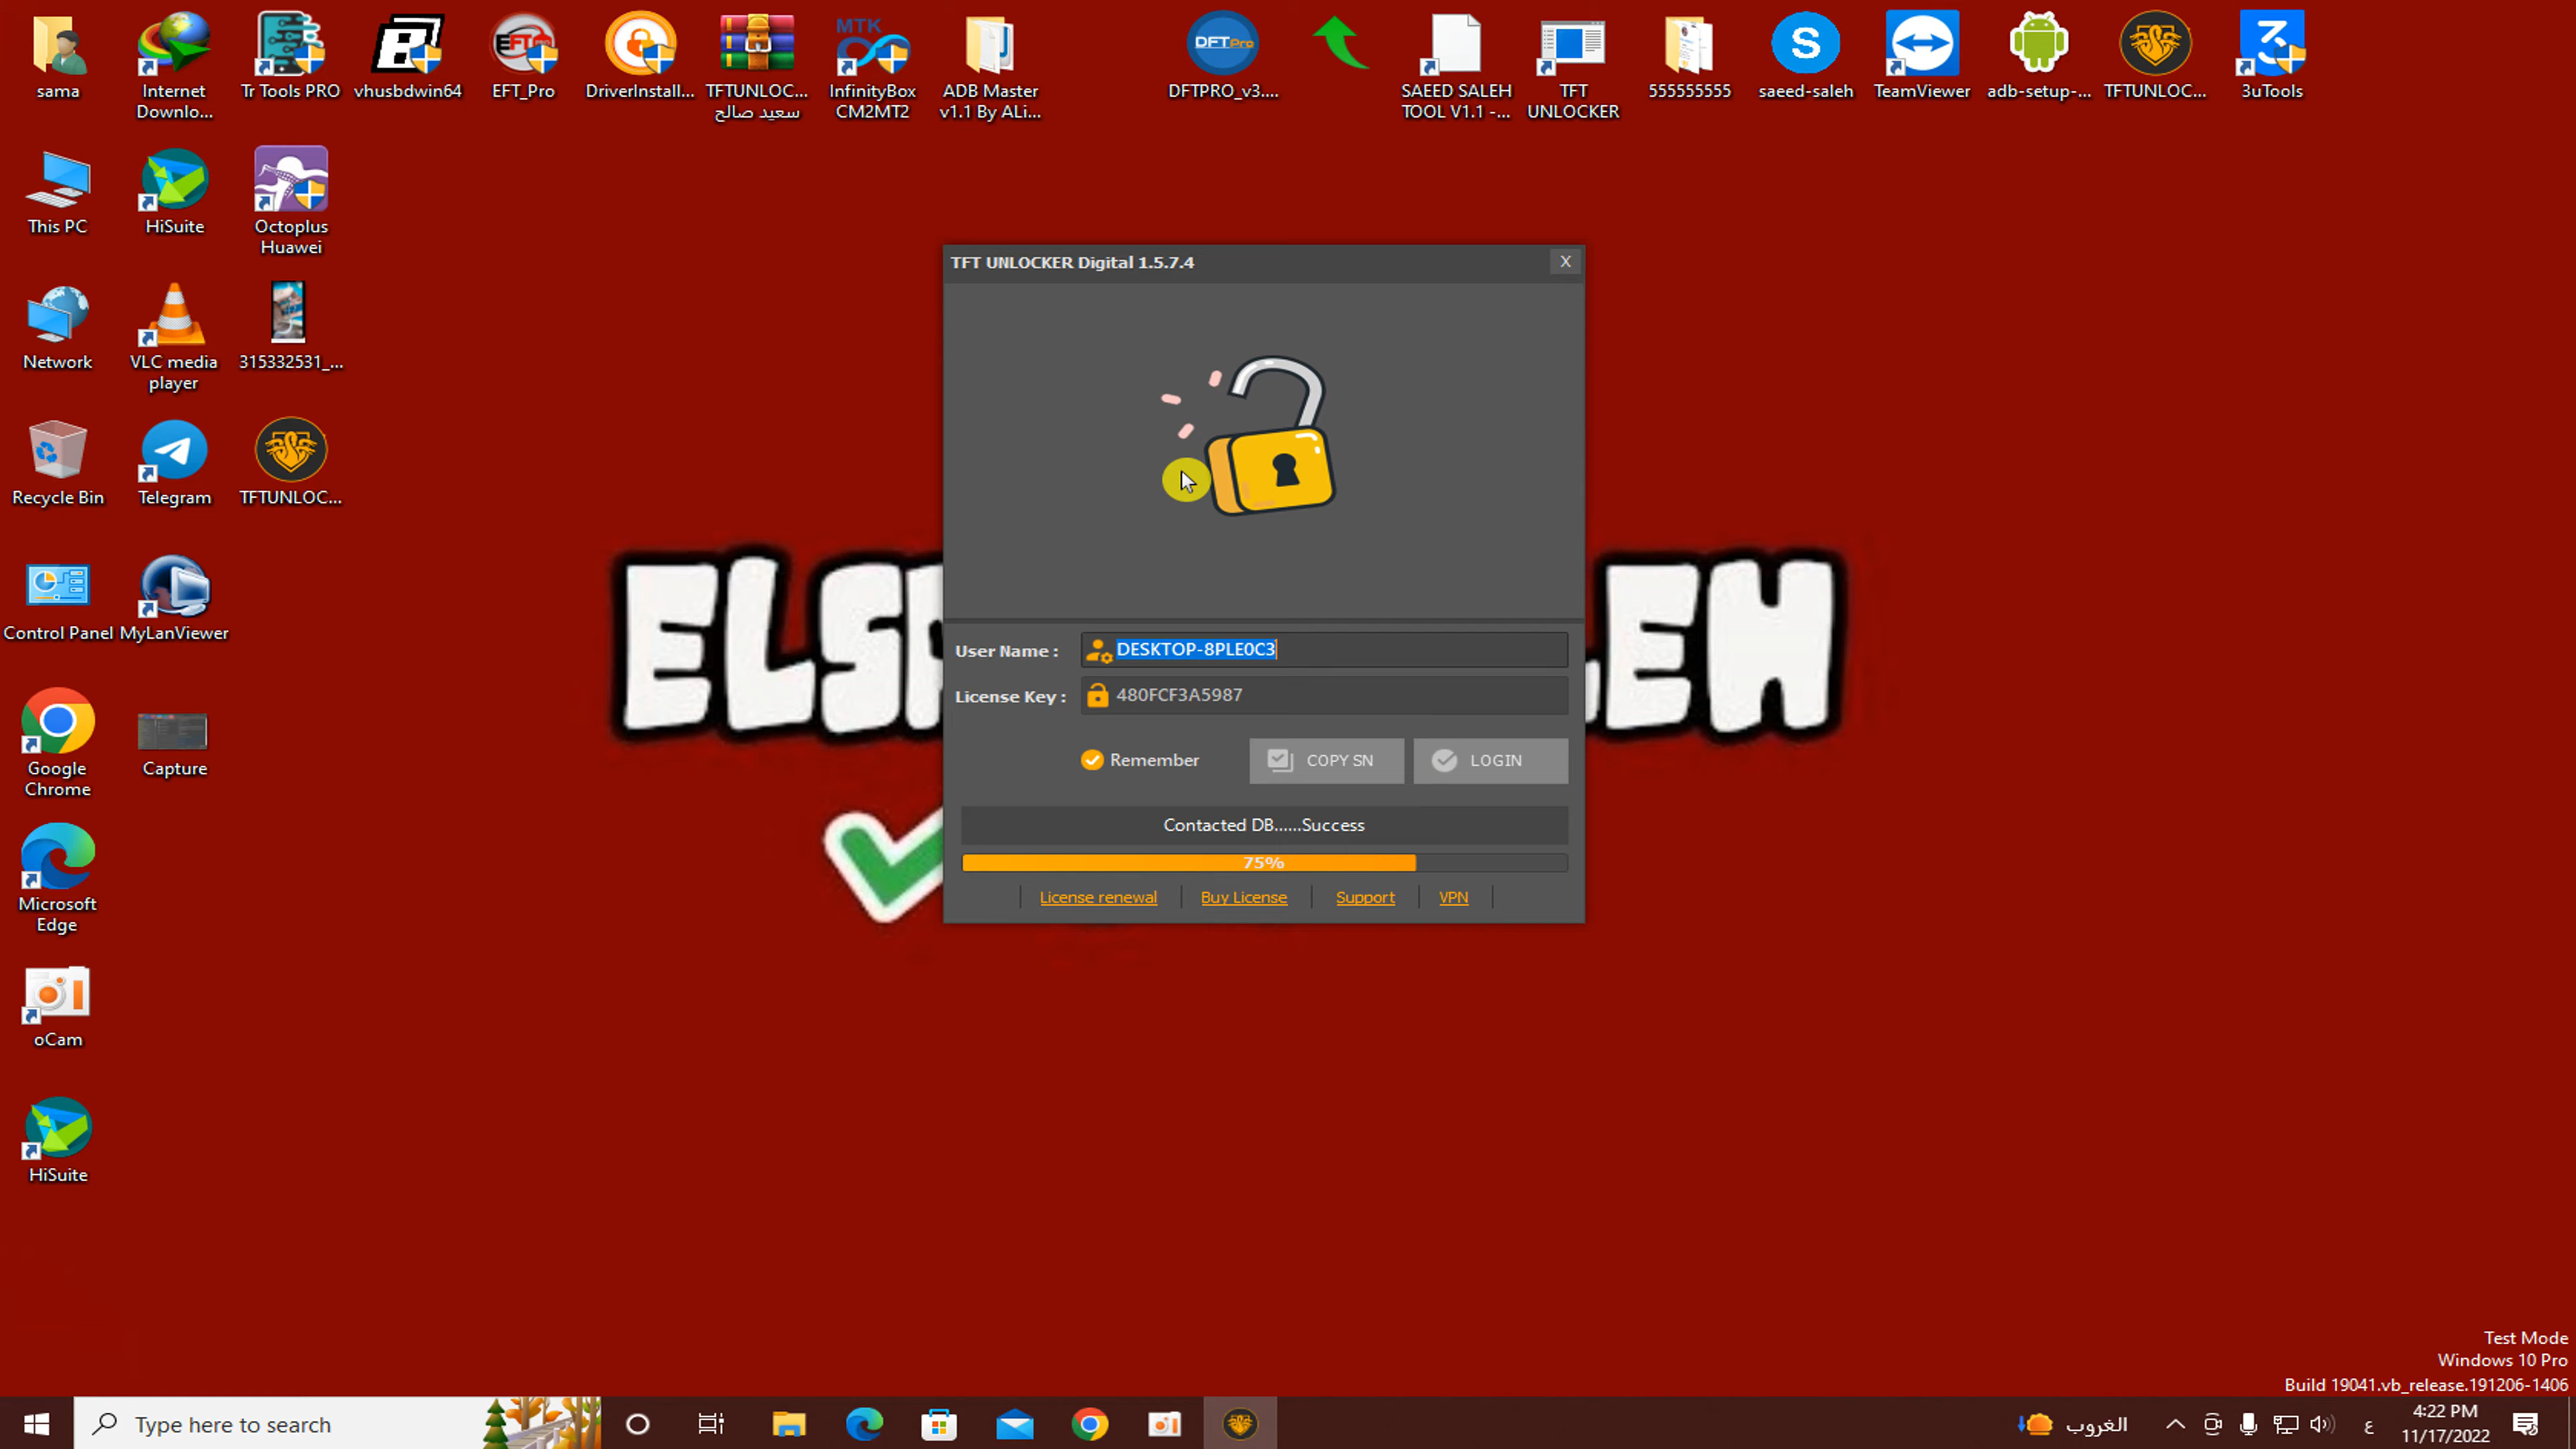 sama
Internet
Downlo...
Tr Tools PRO
vhusbdwin64
EFT_Pro
DriverInstall...
TFTUNLOC...
سعيد صالح
MTK
InfinityBox
CM2MT2
ADB Master
v1.1 By ALi...
DFTPro
DFTPRO_v3....
SAEED SALEH
TOOL V1.1 -...
TFT
UNLOCKER
555555555
saeed-saleh
TeamViewer
adb-setup-...
TFTUNLOC...
3uTools
This PC
HiSuite
Octoplus
Huawei
Network
VLC media
player
315332531_...
Recycle Bin
Telegram
TFTUNLOC...
Control Panel
MyLanViewer
Google
Chrome
Capture
Microsoft
Edge
oCam
HiSuite
TFT UNLOCKER Digital 1.5.7.4
X
User Name :
DESKTOP-8PLE0C3
License Key :
480FCF3A5987
Remember
COPY SN
LOGIN
Contacted DB......Success
75%
License renewal
Buy License
Support
VPN
Test Mode
Windows 10 Pro
Build 19041.vb_release.191206-1406
Type here to search
الغروب
ع
4:22 PM
11/17/2022